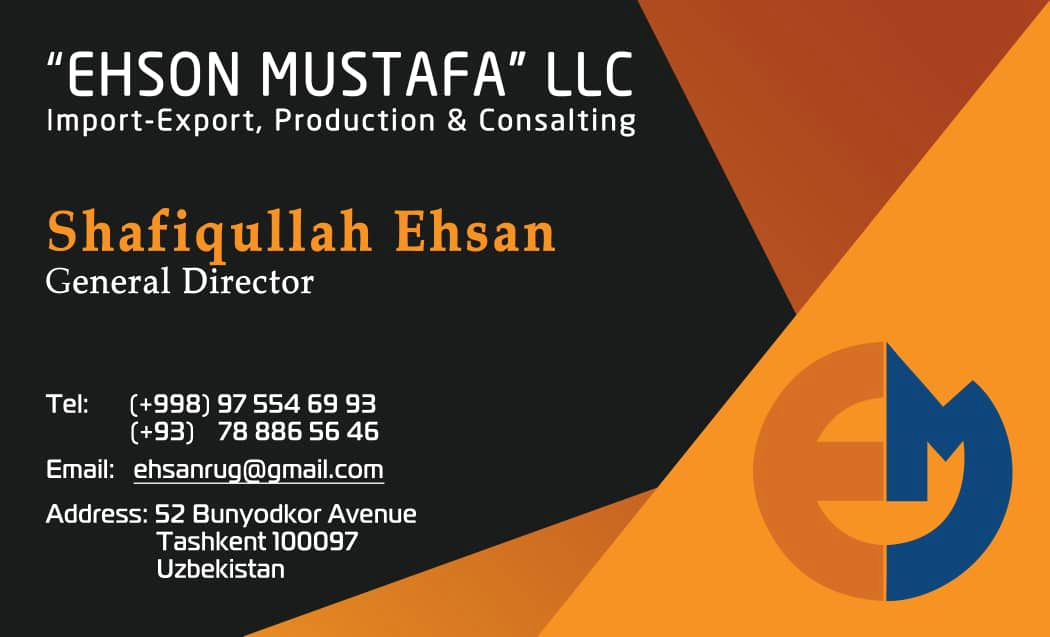 “EHSON MUSTAFA” LLC
Import-Export, Production & Consalting
Shafiqullah Ehsan
General Director
Tel: (+998) 97 554 69 93
(+93) 78 886 56 46
Email: ehsanrug@gmail.com
Address: 52 Bunyodkor Avenue
Tashkent 100097
Uzbekistan
EM